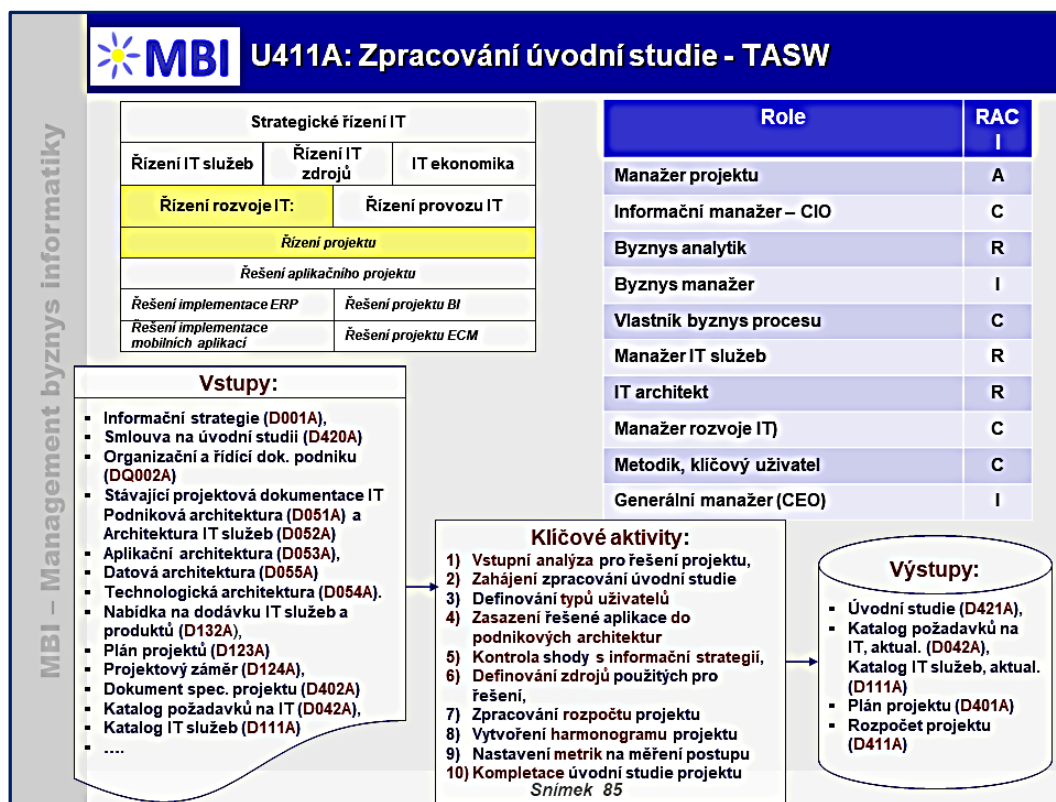 MBI
U411A: Zpracování úvodní studie - TASW
MBI – Management byznys informatiky
Strategické řízení IT
Řízení IT služeb
Řízení IT
zdrojů
IT ekonomika
Řízení rozvoje IT:
Řízení provozu IT
Řízení projektu
Řešení aplikačního projektu
Řešení implementace ERP
Řešení projektu BI
Řešení implementace
mobilních aplikací
Řešení projektu ECM
Role RAC
I
Manažer projektu A
Informační manažer – CIO C
Byznys analytik R
Byznys manažer I
Vlastník byznys procesu C
Manažer IT služeb R
IT architekt R
Manažer rozvoje IT) C
Metodik, klíčový uživatel C
Generální manažer (CEO) I
Vstupy:
▪ Informační strategie (D001A),
▪ Smlouva na úvodní studii (D420A)
▪ Organizační a řídící dok. podniku
(DQ002A)
▪ Stávající projektová dokumentace IT
Podniková architektura (D051A) a
Architektura IT služeb (D052A)
▪ Aplikační architektura (D053A),
▪ Datová architektura (D055A)
▪ Technologická architektura (D054A).
▪ Nabídka na dodávku IT služeb a
produktů (D132A),
▪ Plán projektů (D123A)
▪ Projektový záměr (D124A),
▪ Dokument spec. projektu (D402A)
▪ Katalog požadavků na IT (D042A),
▪ Katalog IT služeb (D111A)
▪ ....
Klíčové aktivity:
1) Vstupní analýza pro řešení projektu,
2) Zahájení zpracování úvodní studie
3) Definování typů uživatelů
4) Zasazení řešené aplikace do
podnikových architektur
5) Kontrola shody s informační strategií,
6) Definování zdrojů použitých pro
řešení,
7) Zpracování rozpočtu projektu
8) Vytvoření harmonogramu projektu
9) Nastavení metrik na měření postupu
10) Kompletace úvodní studie projektu
Snímek 85
Výstupy:
▪ Úvodní studie (D421A),
▪ Katalog požadavků na
IT, aktual. (D042A),
Katalog IT služeb, aktual.
(D111A)
▪ Plán projektu (D401A)
▪ Rozpočet projektu
(D411A)